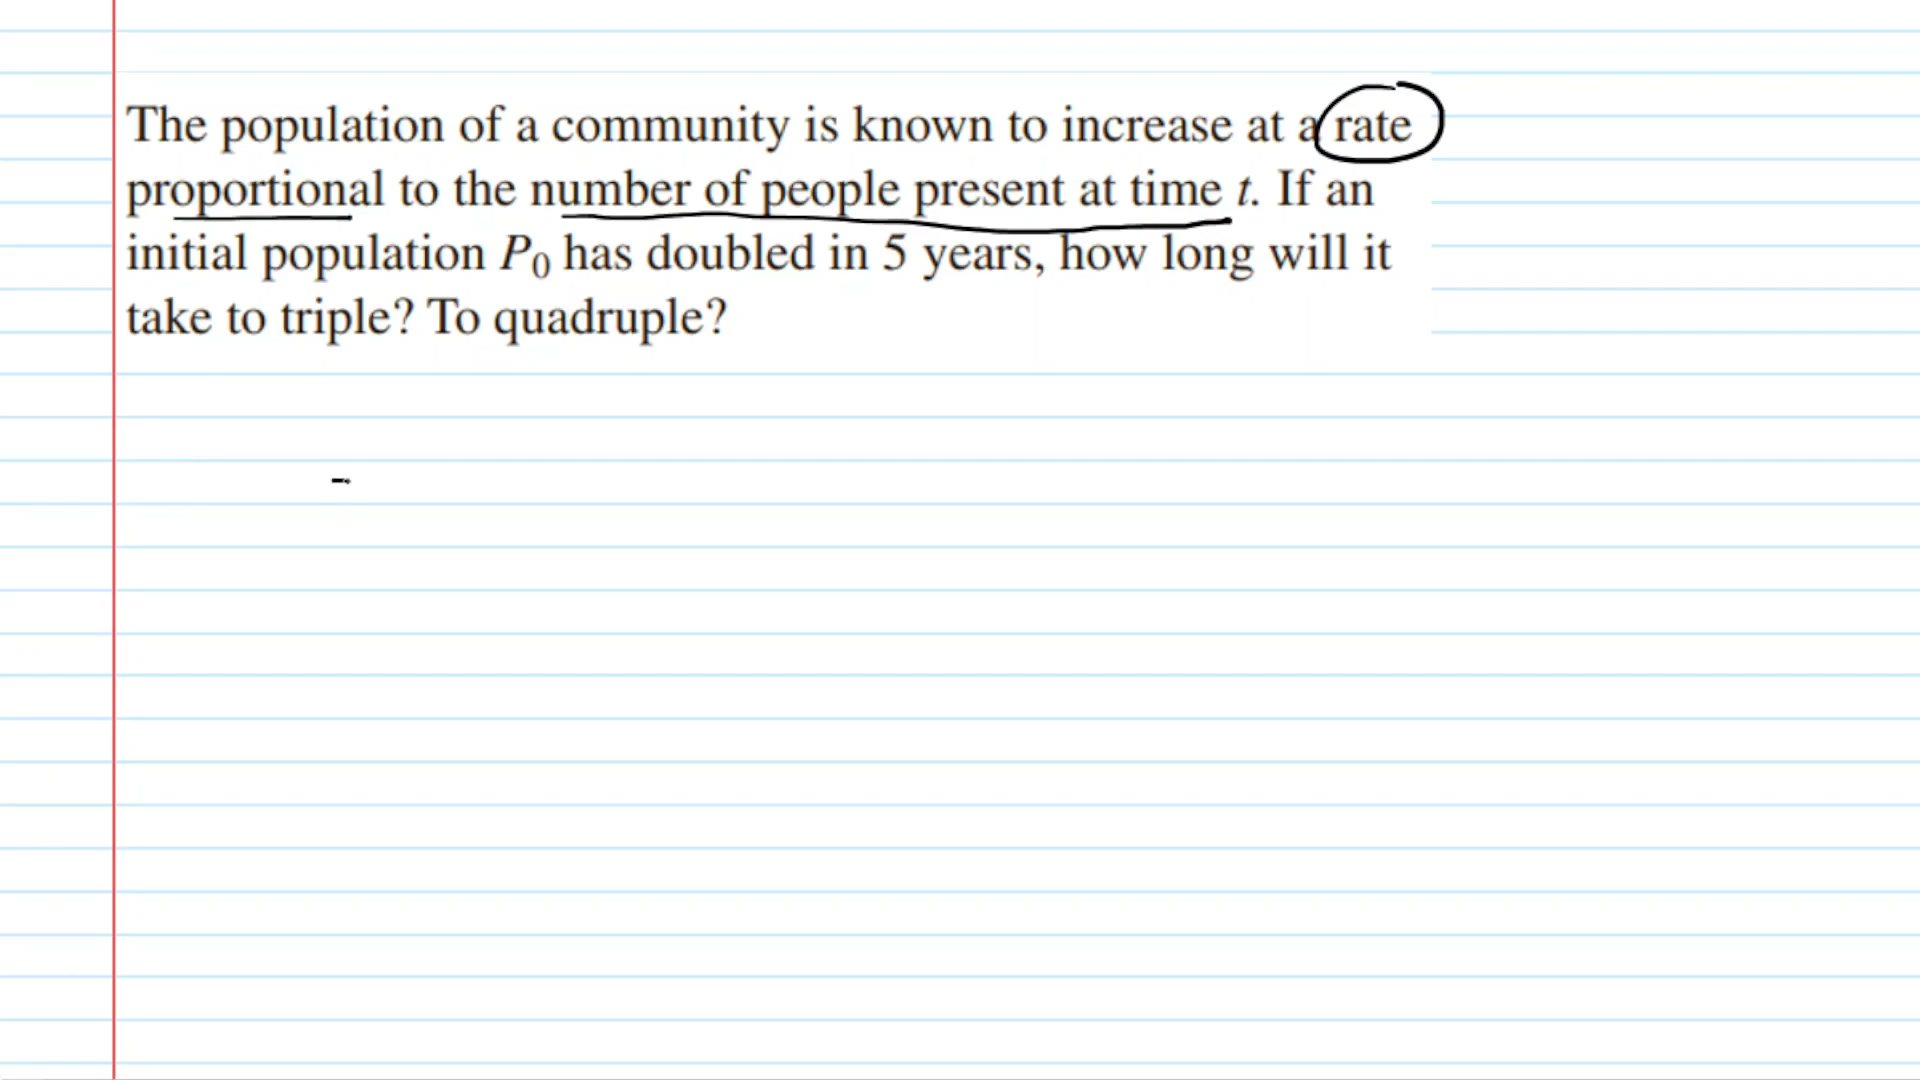 The population of a community is known to increase at a rate
proportional to the number of people present at time t. If an
initial population P₀ has doubled in 5 years, how long will it
take to triple? To quadruple?